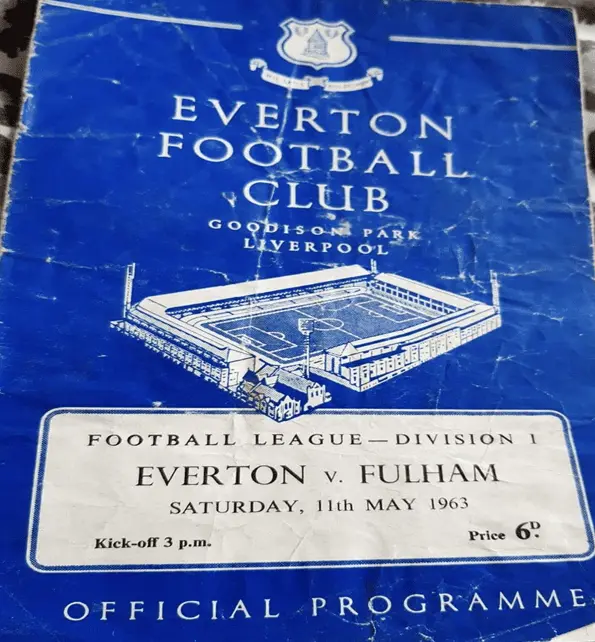 EVERTON
FOOTBALL
CLUB
GOODISON PARK
LIVERPOOL
FOOTBALL LEAGUE — DIVISION 1
EVERTON v. FULHAM
SATURDAY, 11th MAY 1963
Kick-off 3 p.m.
Price 6D.
OFFICIAL PROGRAMME